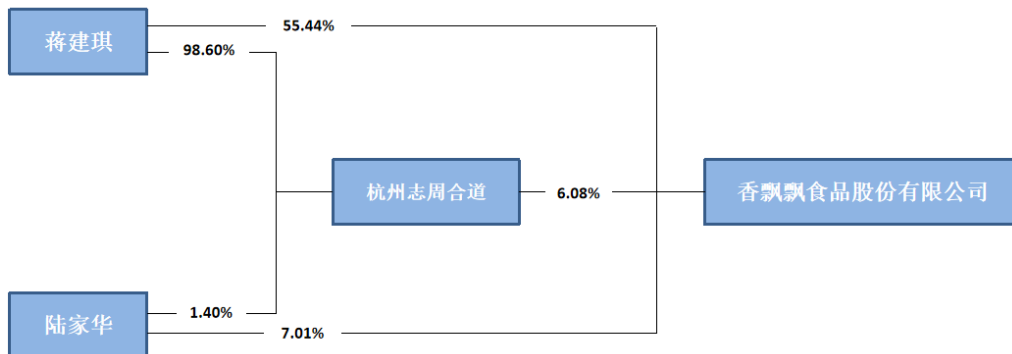 蒋建琪
55.44%
98.60%
杭州志周合道
6.08%
香飘飘食品股份有限公司
陆家华
1.40%
7.01%